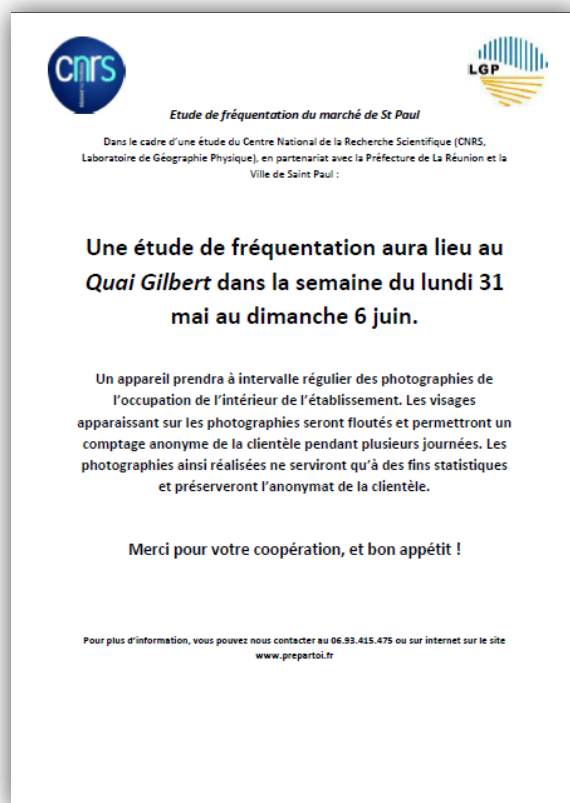 cnrs
LGP
Etude de fréquentation du marché de St Paul
Dans le cadre d'une étude du Centre National de la Recherche Scientifique (CNRS,
Laboratoire de Géographie Physique), en partenariat avec la Préfecture de La Réunion et la
Ville de Saint Paul :
Une étude de fréquentation aura lieu au
Quai Gilbert dans la semaine du lundi 31
mai au dimanche 6 juin.
Un appareil prendra à intervalle régulier des photographies de
l'occupation de l'intérieur de l'établissement. Les visages
apparaissant sur les photographies seront floutés et permettront un
comptage anonyme de la clientèle pendant plusieurs journées. Les
photographies ainsi réalisées ne serviront qu'à des fins statistiques
et préserveront l'anonymat de la clientèle.
Merci pour votre coopération, et bon appétit !
Pour plus d'information, vous pouvez nous contacter au 06.93.415.475 ou sur internet sur le site
www.prepartoi.fr